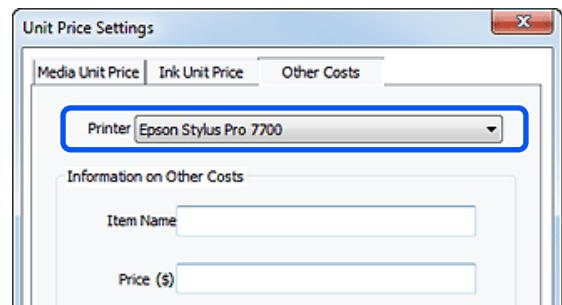 Unit Price Settings
Media Unit Price Ink Unit Price Other Costs
Printer Epson Stylus Pro 7700
Information on Other Costs
Item Name
Price ($)